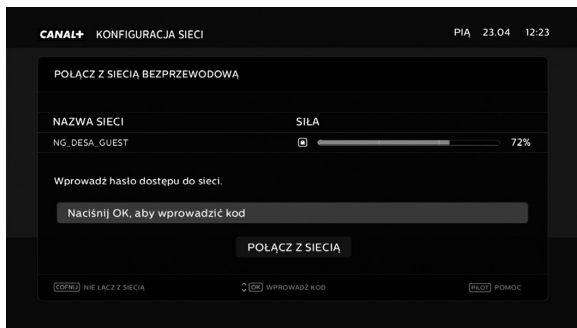 CANAL+ KONFIGURACJA SIECI PIĄ 23.04 12:23
POŁĄCZ Z SIECIĄ BEZPRZEWODOWĄ
NAZWA SIECI SIŁA
NG_DESA_GUEST 72%
Wprowadź hasło dostępu do sieci.
Naciśnij OK, aby wprowadzić kod
POŁĄCZ Z SIECIĄ
COFNIJ NIE ŁĄCZ Z SIECIĄ OK WPROWADŹ KOD PILOT POMOC